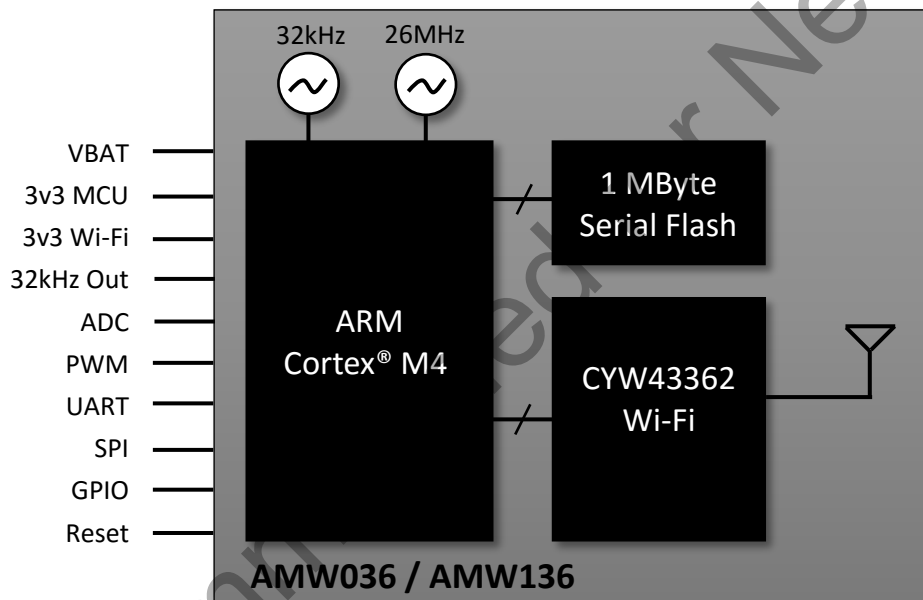 32kHz 26MHz
VBAT
3v3 MCU
3v3 Wi-Fi
32kHz Out
ADC
PWM
UART
SPI
GPIO
Reset
ARM
Cortex® M4
1 MByte
Serial Flash
CYW43362
Wi-Fi
AMW036 / AMW136